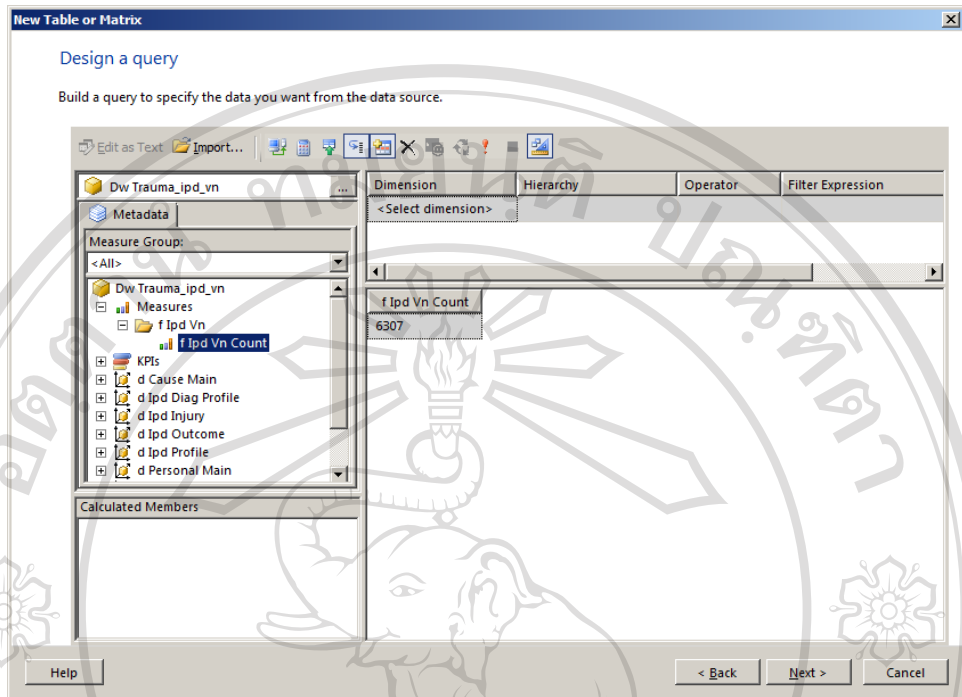 New Table or Matrix
Design a query
Build a query to specify the data you want from the data source.
Edit as Text Import...
Dw Trauma_ipd_vn ...
Metadata
Measure Group:
<All>
Dw Trauma_ipd_vn
Measures
f Ipd Vn
f Ipd Vn Count
KPIs
d Cause Main
d Ipd Diag Profile
d Ipd Injury
d Ipd Outcome
d Ipd Profile
d Personal Main
Calculated Members
Dimension Hierarchy Operator Filter Expression
<Select dimension>
f Ipd Vn Count
6307
Help < Back Next > Cancel